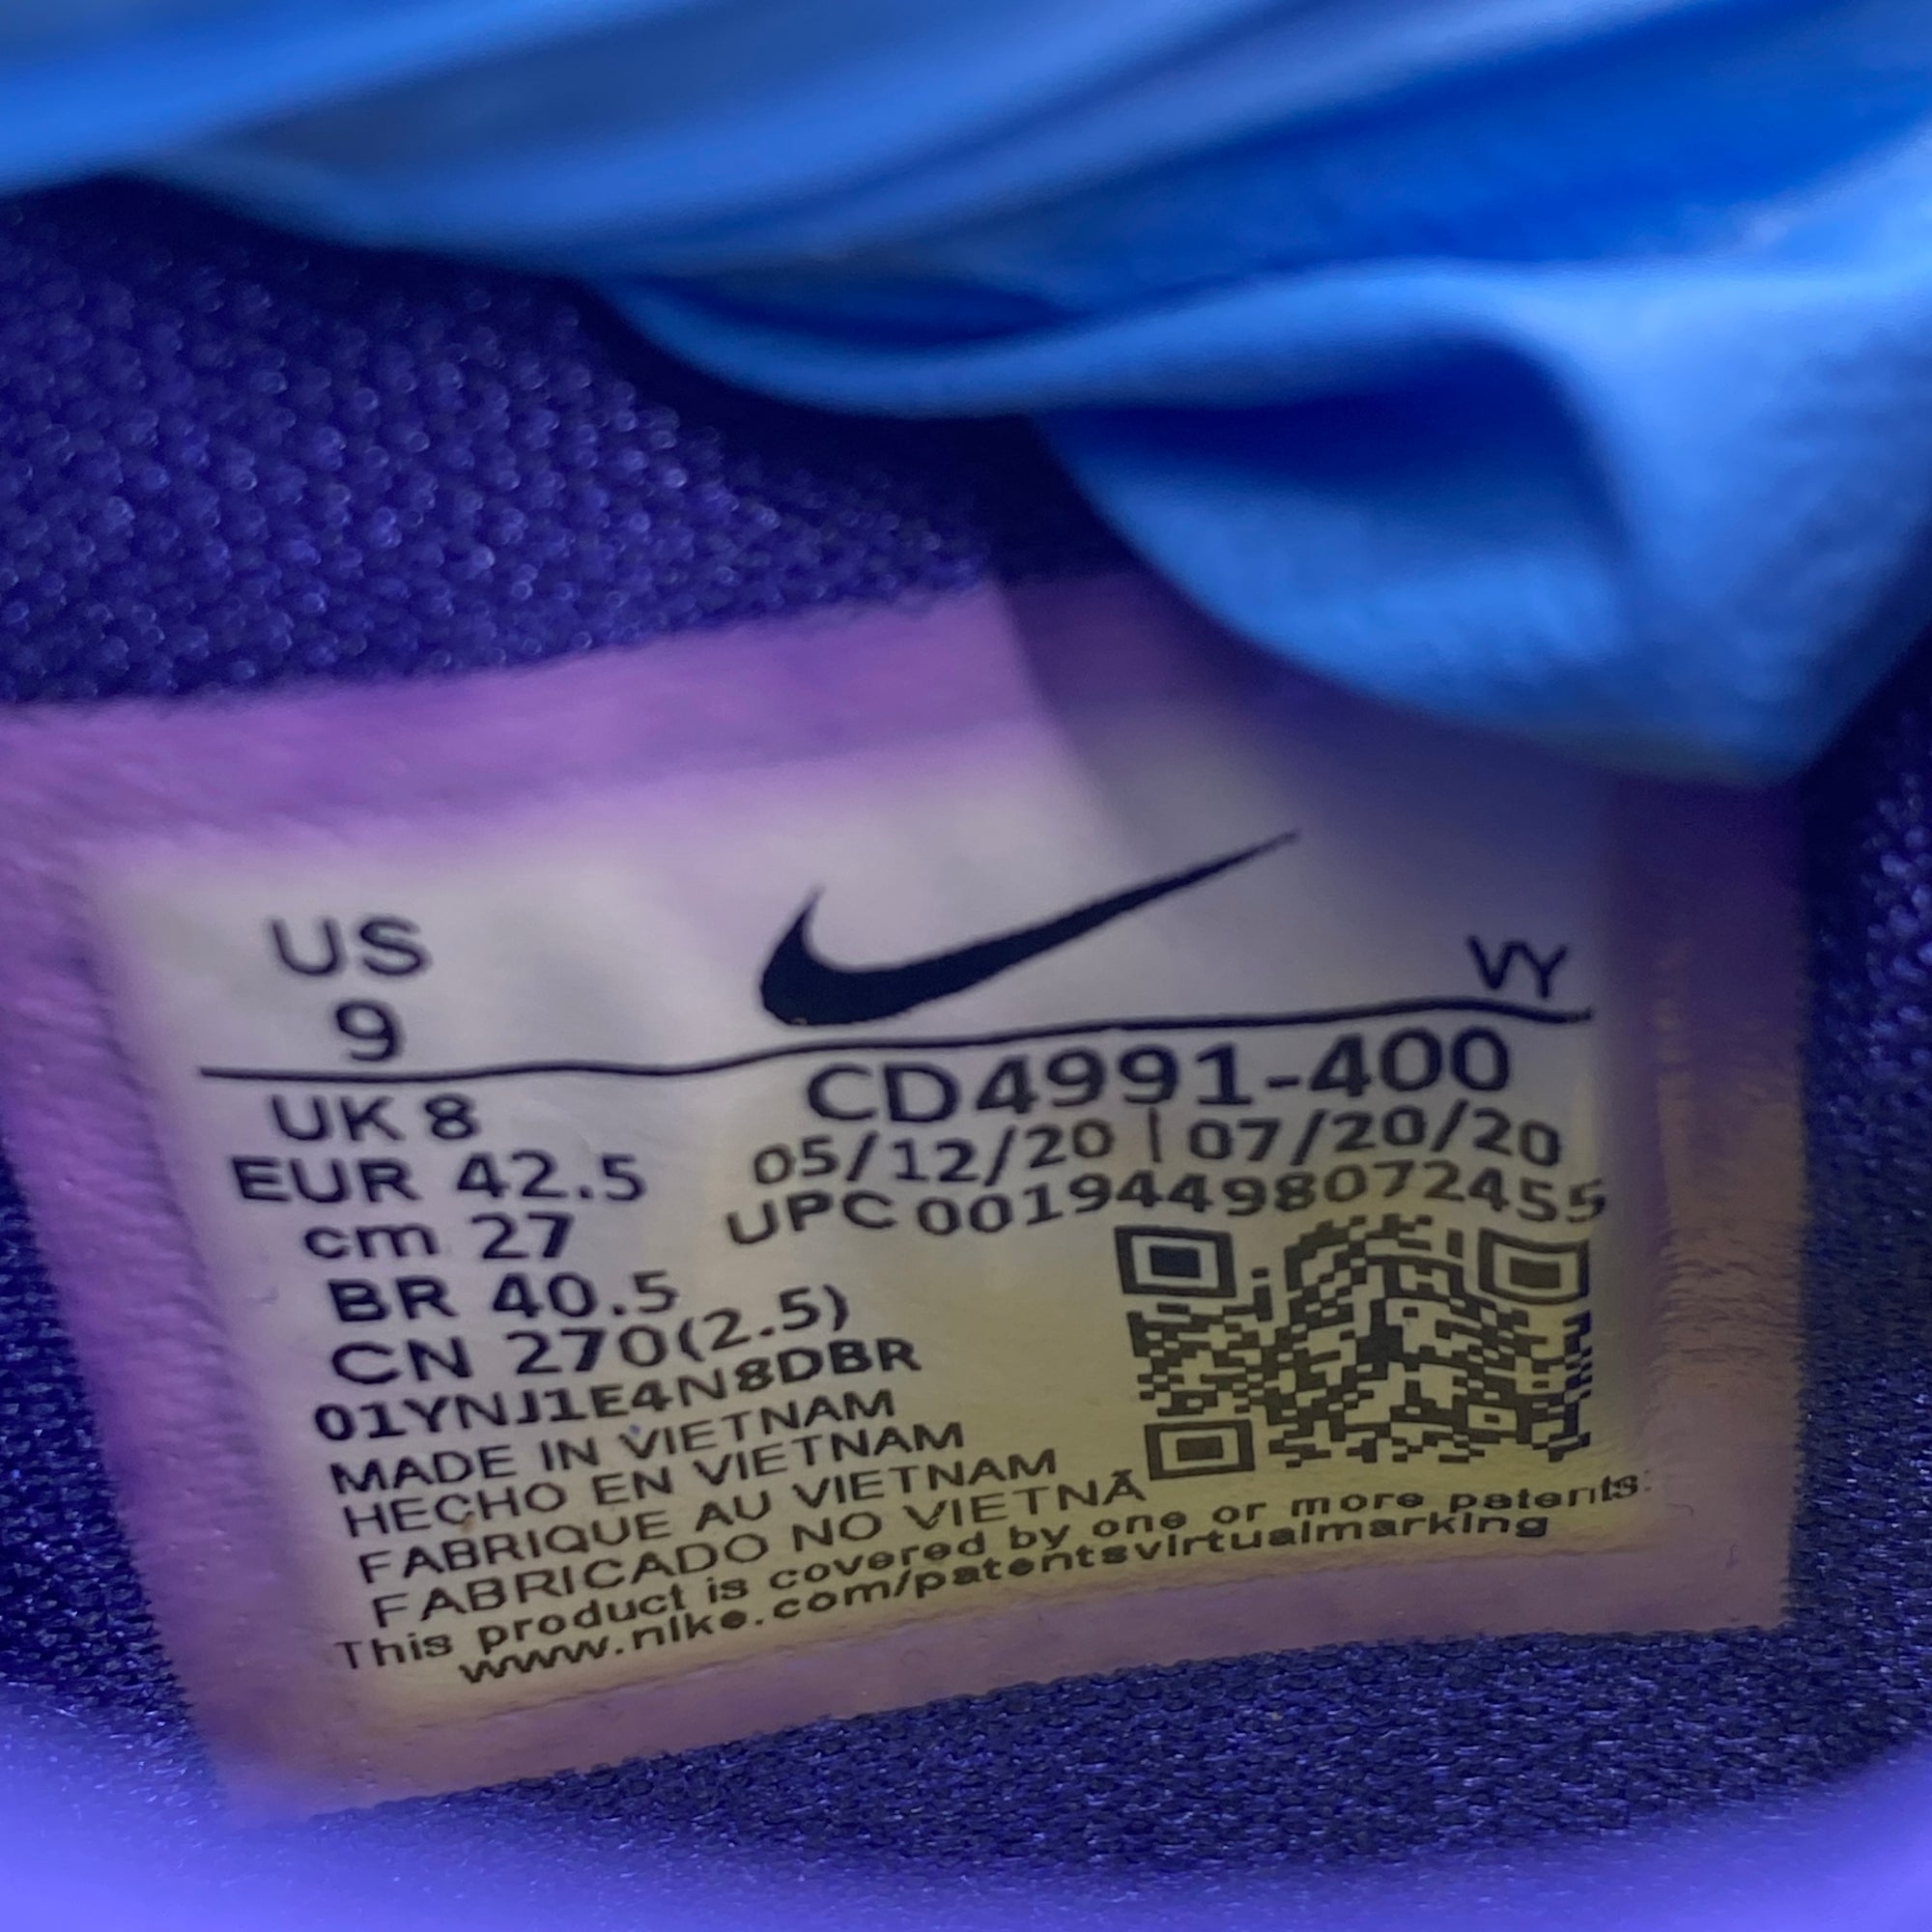 US
9
VY
UK 8
EUR 42.5
cm 27
BR 40.5
CN 270(2.5)
CD4991-400
05/12/20 | 07/20/20
UPC 00194498072455
01YNJ1E4N8DBR
MADE IN VIETNAM
HECHO EN VIETNAM
FABRIQUE AU VIETNAM
FABRICADO NO VIETNÃ
This product is covered by one or more patents:
www.nike.com/patentsvirtualmarking